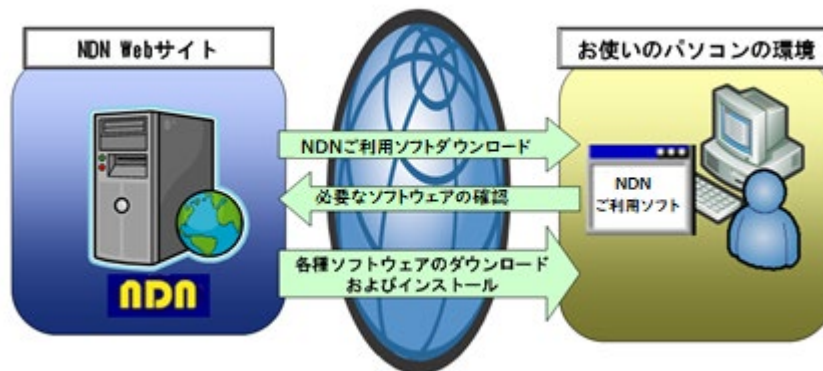 NDN Webサイト
お使いのパソコンの環境
NDNご利用ソフトダウンロード
必要なソフトウェアの確認
NDN
ご利用ソフト
各種ソフトウェアのダウンロード
およびインストール
NDN